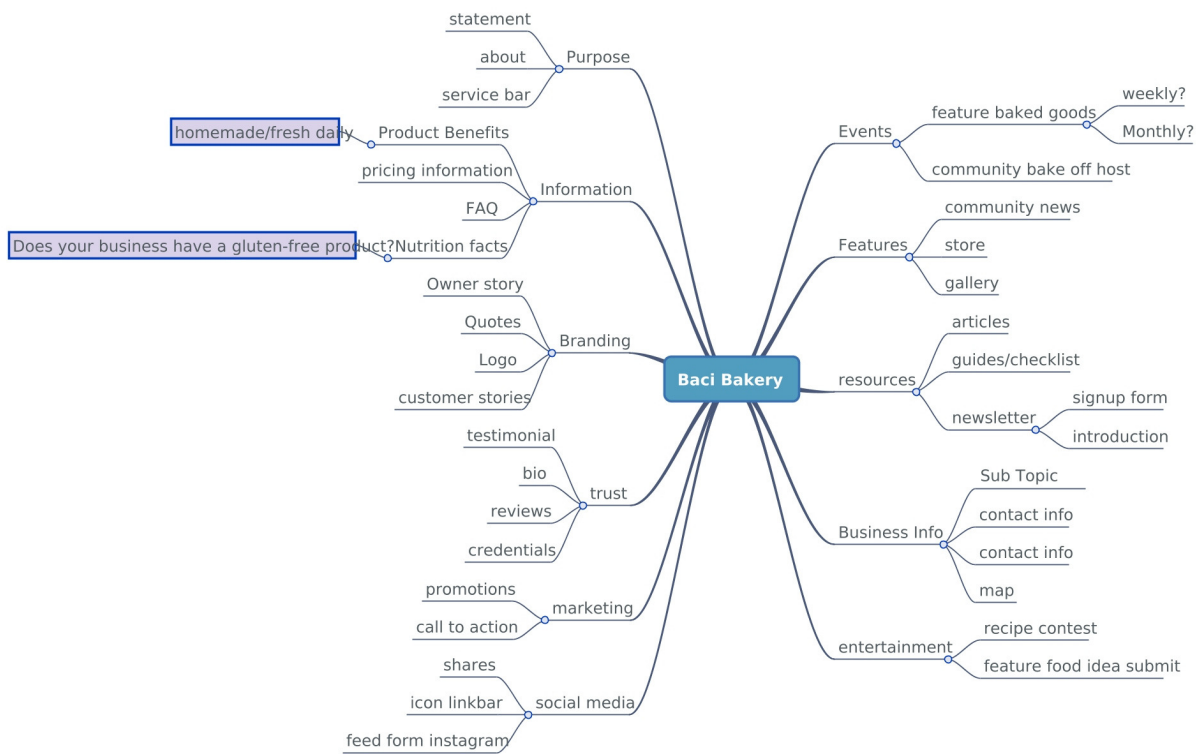 Baci Bakery
Purpose
statement
about
service bar
Information
Product Benefits
homemade/fresh daily
pricing information
FAQ
Nutrition facts
Does your business have a gluten-free product?
Branding
Owner story
Quotes
Logo
customer stories
trust
testimonial
bio
reviews
credentials
marketing
promotions
call to action
social media
shares
icon linkbar
feed form instagram
Events
feature baked goods
weekly?
Monthly?
community bake off host
Features
community news
store
gallery
resources
articles
guides/checklist
newsletter
signup form
introduction
Business Info
Sub Topic
contact info
contact info
map
entertainment
recipe contest
feature food idea submit